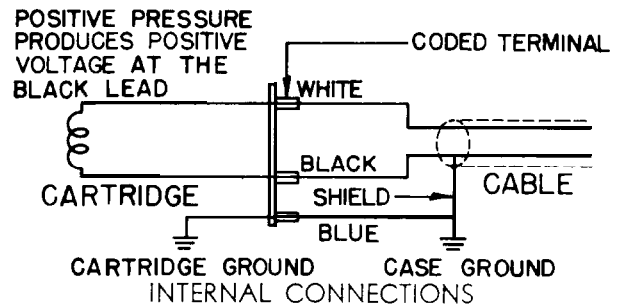 POSITIVE PRESSURE
PRODUCES POSITIVE
VOLTAGE AT THE
BLACK LEAD
CODED TERMINAL
WHITE
BLACK
CARTRIDGE
SHIELD
CABLE
BLUE
CARTRIDGE GROUND
CASE GROUND
INTERNAL CONNECTIONS